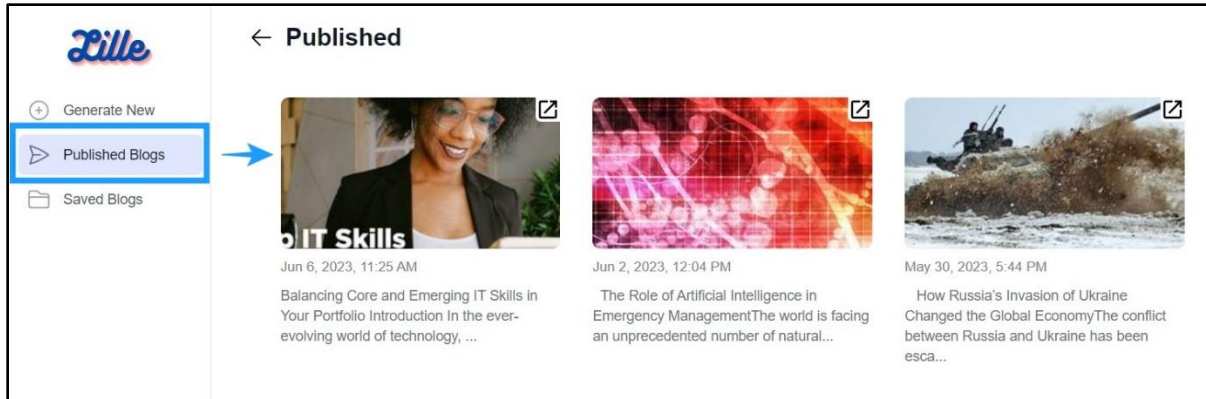 Lille
← Published
Generate New
Published Blogs
Saved Blogs
IT Skills
Jun 6, 2023, 11:25 AM
Balancing Core and Emerging IT Skills in
Your Portfolio Introduction In the ever-
evolving world of technology, ...
Jun 2, 2023, 12:04 PM
The Role of Artificial Intelligence in
Emergency ManagementThe world is facing
an unprecedented number of natural...
May 30, 2023, 5:44 PM
How Russia’s Invasion of Ukraine
Changed the Global EconomyThe conflict
between Russia and Ukraine has been
esca...